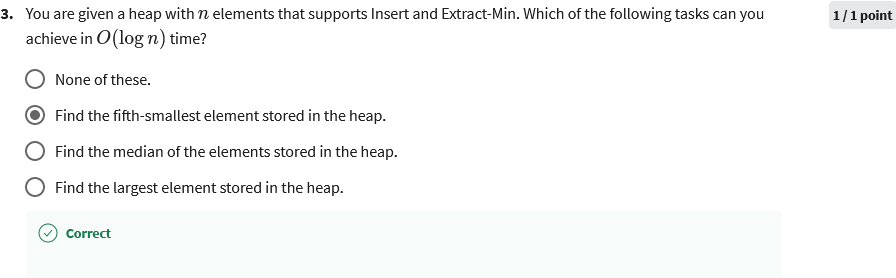 3. You are given a heap with n elements that supports Insert and Extract-Min. Which of the following tasks can you
1 / 1 point
achieve in O(log n) time?
None of these.
Find the fifth-smallest element stored in the heap.
Find the median of the elements stored in the heap.
Find the largest element stored in the heap.
Correct